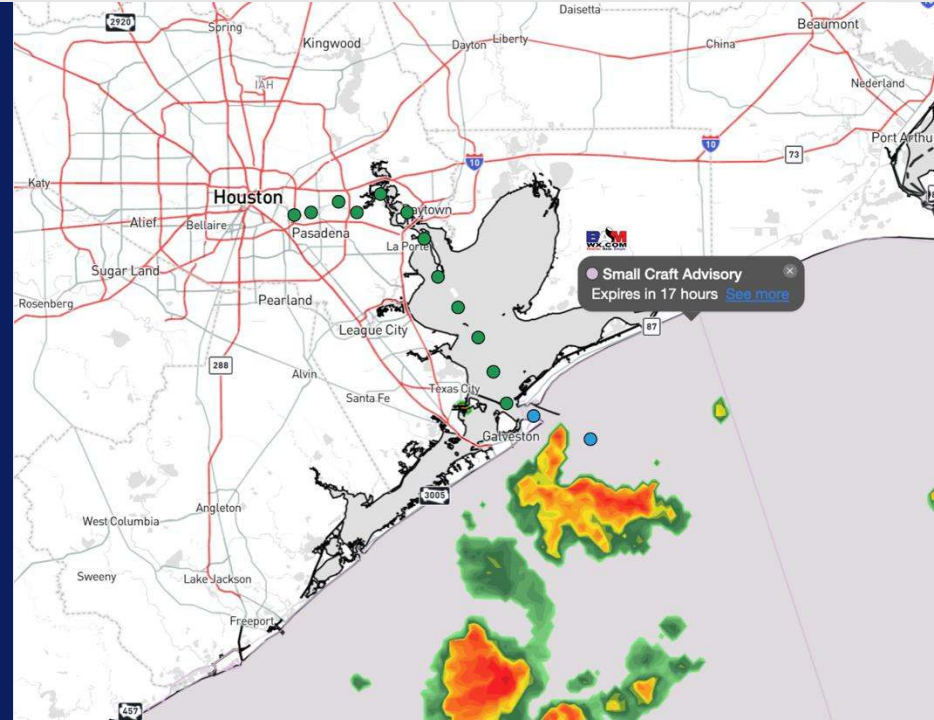 2920
Spring
Kingwood
Daisetta
Dayton
Liberty
Beaumont
China
IAH
Nederland
Port Arthu
10
10
73
Katy
Houston
Baytown
Alief
Bellaire
Pasadena
La Porte
WX.COM
Sugar Land
Small Craft Advisory
Expires in 17 hours See more
Rosenberg
Pearland
League City
87
288
Alvin
Santa Fe
Texas City
Galveston
3005
Angleton
West Columbia
Sweeny
Lake Jackson
Freeport
457